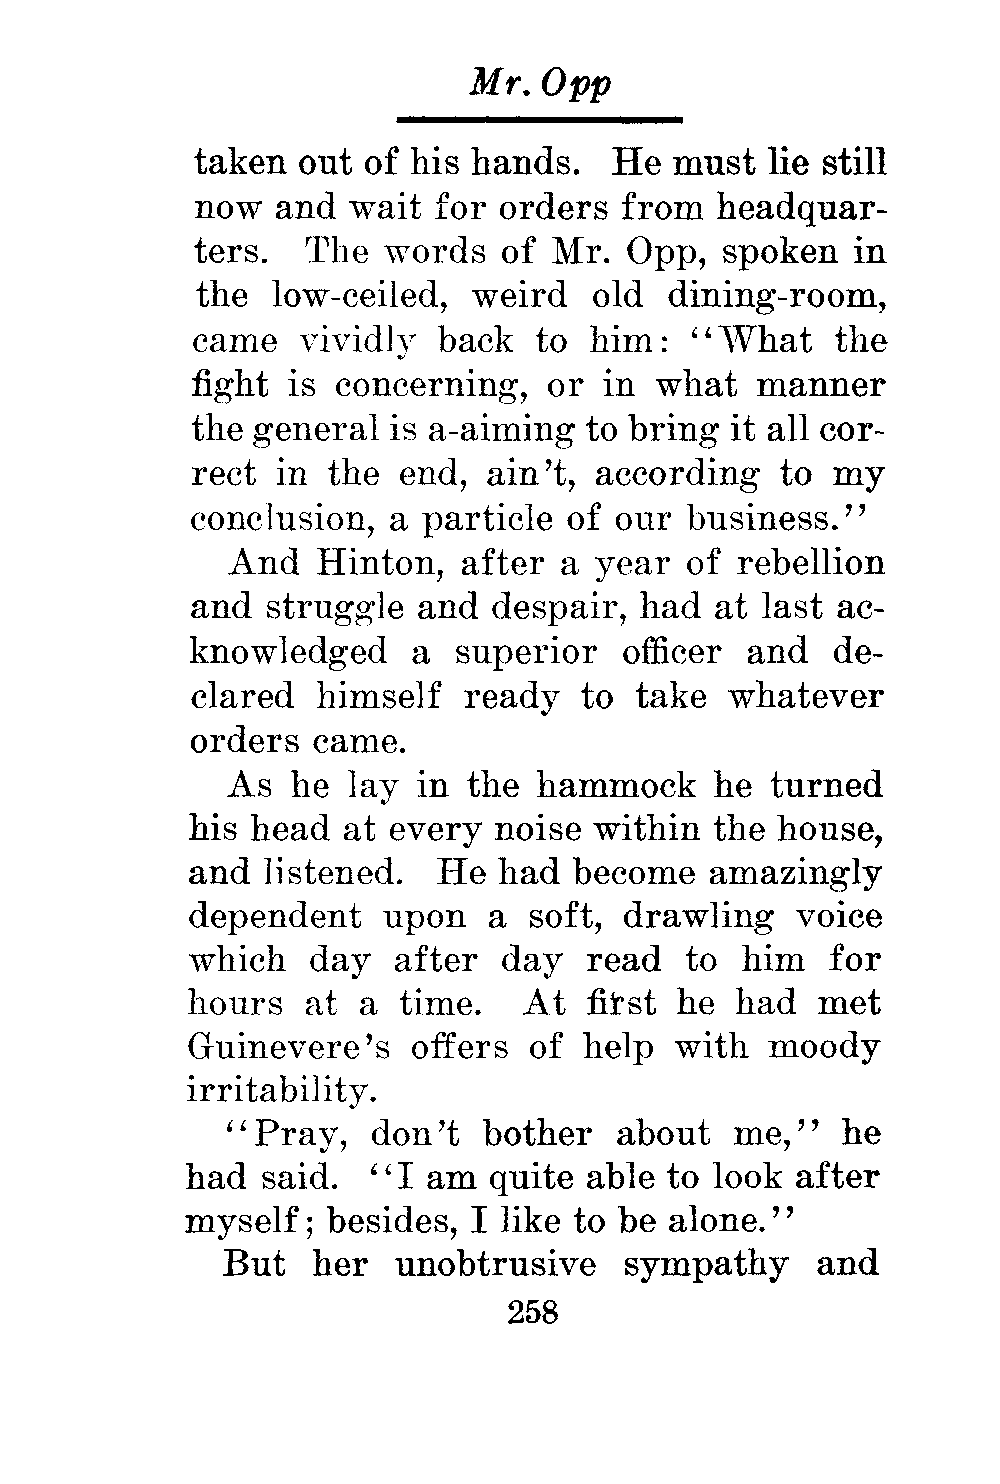 Mr. Opp
taken out of his hands. He must lie still
now and wait for orders from headquar-
ters. The words of Mr. Opp, spoken in
the low-ceiled, weird old dining-room,
came vividly back to him: "What the
fight is concerning, or in what manner
the general is a-aiming to bring it all cor-
rect in the end, ain't, according to my
conclusion, a particle of our business."
And Hinton, after a year of rebellion
and struggle and despair, had at last ac-
knowledged a superior officer and de-
clared himself ready to take whatever
orders came.
As he lay in the hammock he turned
his head at every noise within the house,
and listened. He had become amazingly
dependent upon a soft, drawling voice
which day after day read to him for
hours at a time. At first he had met
Guinevere's offers of help with moody
irritability.
"Pray, don't bother about me," he
had said. "I am quite able to look after
myself; besides, I like to be alone."
But her unobtrusive sympathy and
258